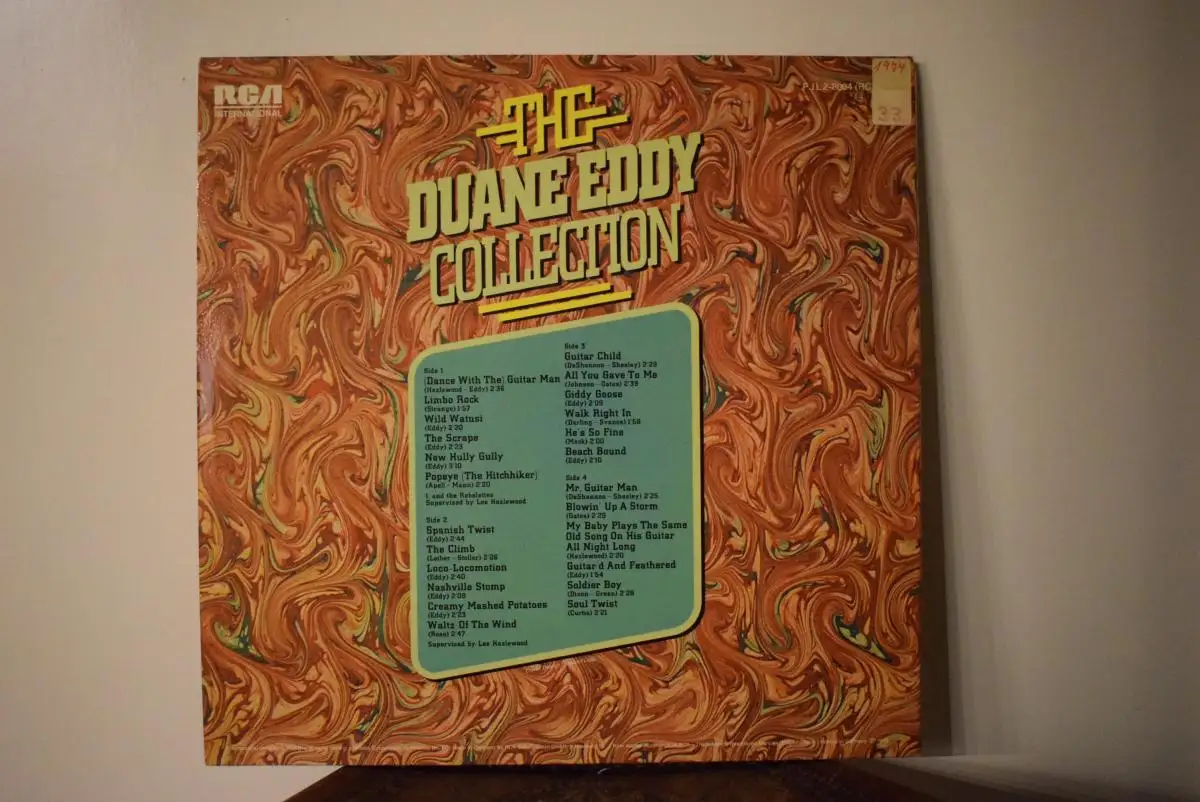 RCA
INTERNATIONAL
PJL2-8004 (RC
1974
33
THE
DUANE EDDY
COLLECTION
Side 1
(Dance With The) Guitar Man
(Hazlewood - Eddy) 2'36
Limbo Rock
(Strange) 1'57
Wild Watusi
(Eddy) 2'20
The Scrape
(Eddy) 2'23
New Hully Gully
(Eddy) 3'10
Popeye (The Hitchhiker)
(Apell - Mann) 2'20
and the Rebelettes
Supervised by Lee Hazlewood
Side 2
Spanish Twist
(Eddy) 2'44
The Climb
(Leiber - Stoller) 2'08
Loco-Locomotion
(Eddy) 2'40
Nashville Stomp
(Eddy) 2'09
Creamy Mashed Potatoes
(Eddy) 2'23
Waltz Of The Wind
(Rose) 2'47
Supervised by Lee Hazlewood
Side 3
Guitar Child
(DeShannon - Sheeley) 2'29
All You Gave To Me
(Johnson - Gates) 2'39
Giddy Goose
(Eddy) 2'09
Walk Right In
(Darling - Svanoe) 1'58
He's So Fine
(Mack) 2'00
Beach Bound
(Eddy) 2'10
Side 4
Mr. Guitar Man
(DeShannon - Sheeley) 2'25
Blowin' Up A Storm
(Gates) 2'29
My Baby Plays The Same
Old Song On His Guitar
All Night Long
(Hazlewood) 2'20
Guitar'd And Feathered
(Eddy) 1'54
Soldier Boy
(Dixon - Green) 2'28
Soul Twist
(Curtis) 2'21